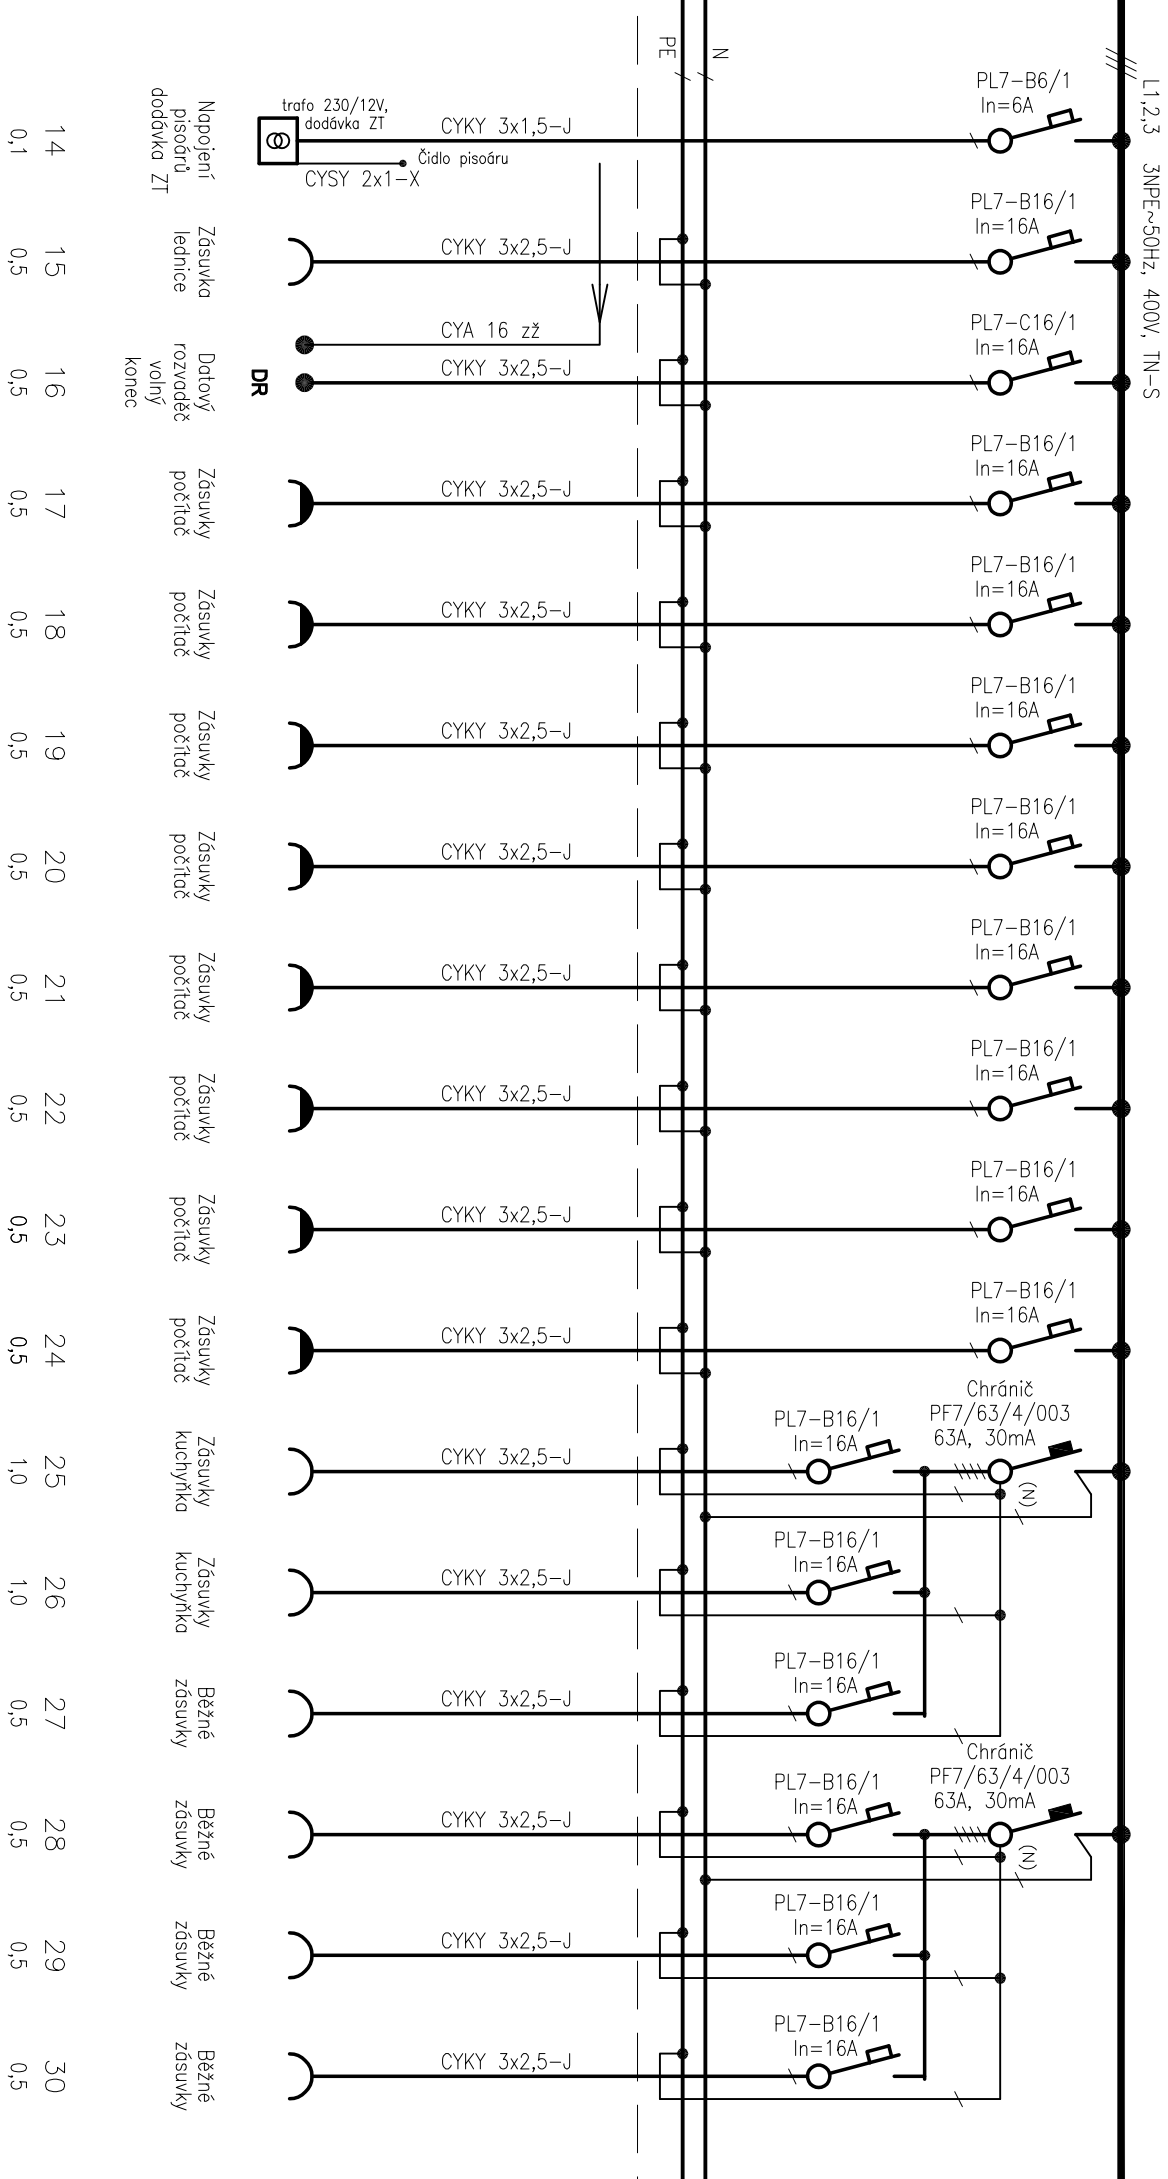 L1,2,3 3NPE~50Hz, 400V, TN-S
N
PE
PL7-B6/1
In=6A
trafo 230/12V,
dodávka ZT
CYKY 3x1,5-J
Čidlo pisoáru
CYSY 2x1-X
Napojení
pisoárů
dodávka ZT
14
0,1
PL7-B16/1
In=16A
CYKY 3x2,5-J
Zásuvka
lednice
15
0,5
CYA 16 zž
PL7-C16/1
In=16A
CYKY 3x2,5-J
DR
Datový
rozvaděč
volný
konec
16
0,5
PL7-B16/1
In=16A
CYKY 3x2,5-J
Zásuvky
počítač
17
0,5
PL7-B16/1
In=16A
CYKY 3x2,5-J
Zásuvky
počítač
18
0,5
PL7-B16/1
In=16A
CYKY 3x2,5-J
Zásuvky
počítač
19
0,5
PL7-B16/1
In=16A
CYKY 3x2,5-J
Zásuvky
počítač
20
0,5
PL7-B16/1
In=16A
CYKY 3x2,5-J
Zásuvky
počítač
21
0,5
PL7-B16/1
In=16A
CYKY 3x2,5-J
Zásuvky
počítač
22
0,5
PL7-B16/1
In=16A
CYKY 3x2,5-J
Zásuvky
počítač
23
0,5
PL7-B16/1
In=16A
CYKY 3x2,5-J
Zásuvky
počítač
24
0,5
Chránič
PF7/63/4/003
63A, 30mA
(N)
PL7-B16/1
In=16A
CYKY 3x2,5-J
Zásuvky
kuchyňka
25
1,0
PL7-B16/1
In=16A
CYKY 3x2,5-J
Zásuvky
kuchyňka
26
1,0
PL7-B16/1
In=16A
CYKY 3x2,5-J
Běžné
zásuvky
27
0,5
Chránič
PF7/63/4/003
63A, 30mA
(N)
PL7-B16/1
In=16A
CYKY 3x2,5-J
Běžné
zásuvky
28
0,5
PL7-B16/1
In=16A
CYKY 3x2,5-J
Běžné
zásuvky
29
0,5
PL7-B16/1
In=16A
CYKY 3x2,5-J
Běžné
zásuvky
30
0,5